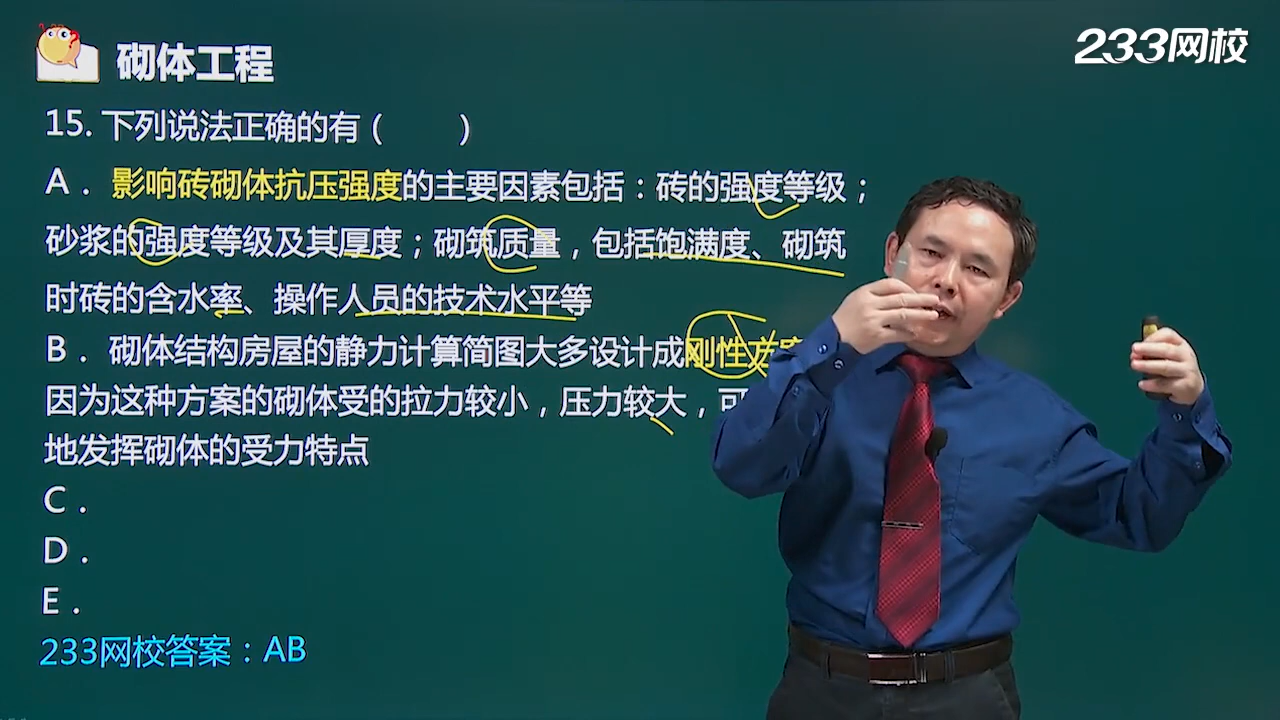 233网校
砌体工程
15. 下列说法正确的有（　　）
A．影响砖砌体抗压强度的主要因素包括：砖的强度等级；
砂浆的强度等级及其厚度；砌筑质量，包括饱满度、砌筑
时砖的含水率、操作人员的技术水平等
B．砌体结构房屋的静力计算简图大多设计成刚性方
因为这种方案的砌体受的拉力较小，压力较大，可
地发挥砌体的受力特点
C．
D．
E．
233网校答案：AB